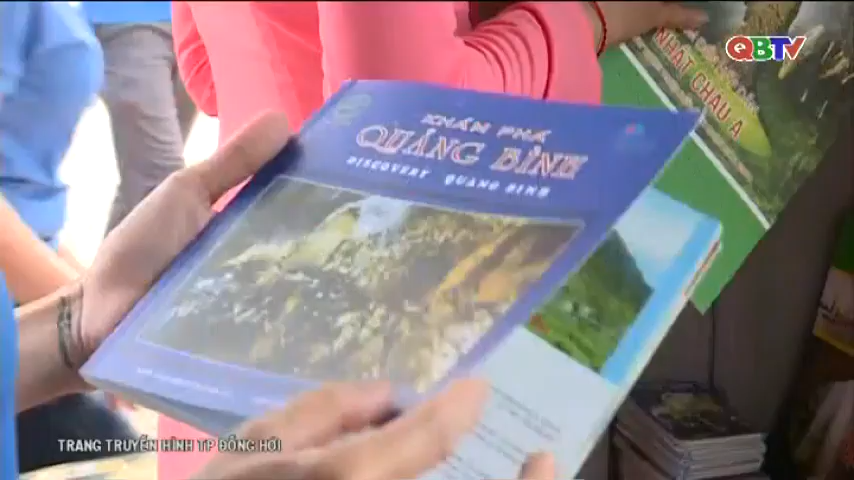 QBTV
NHẤT CHÂU Á
KHÁM PHÁ
QUẢNG BÌNH
DISCOVERY QUANG BINH
TRANG TRUYỀN HÌNH TP ĐỒNG HỚI